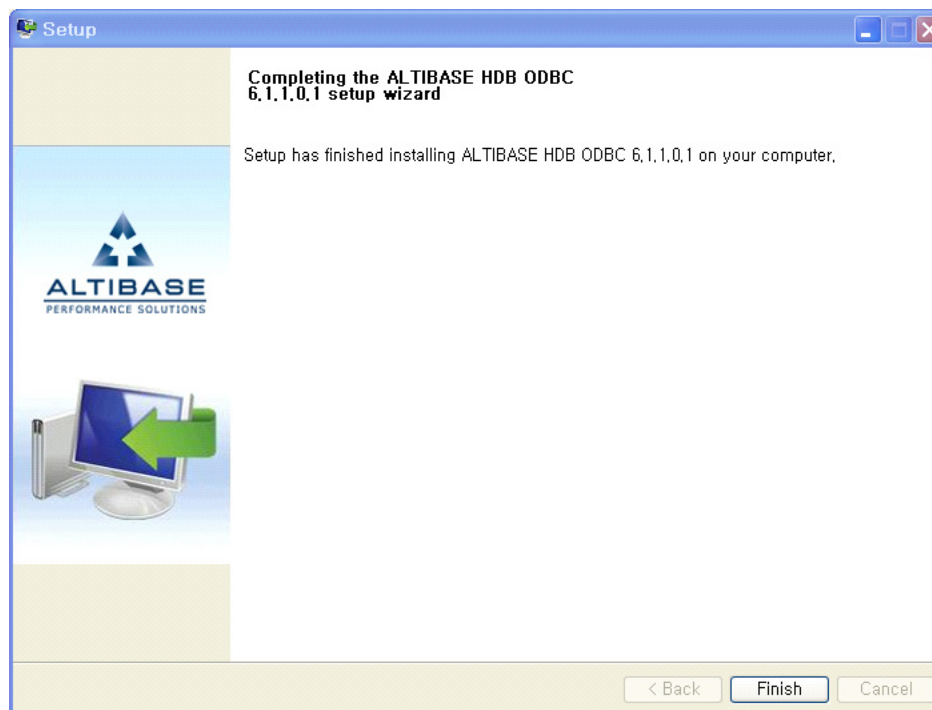 Setup
Completing the ALTIBASE HDB ODBC
6,1,1,0,1 setup wizard
Setup has finished installing ALTIBASE HDB ODBC 6,1,1,0,1 on your computer,
ALTIBASE
PERFORMANCE SOLUTIONS
< Back
Finish
Cancel